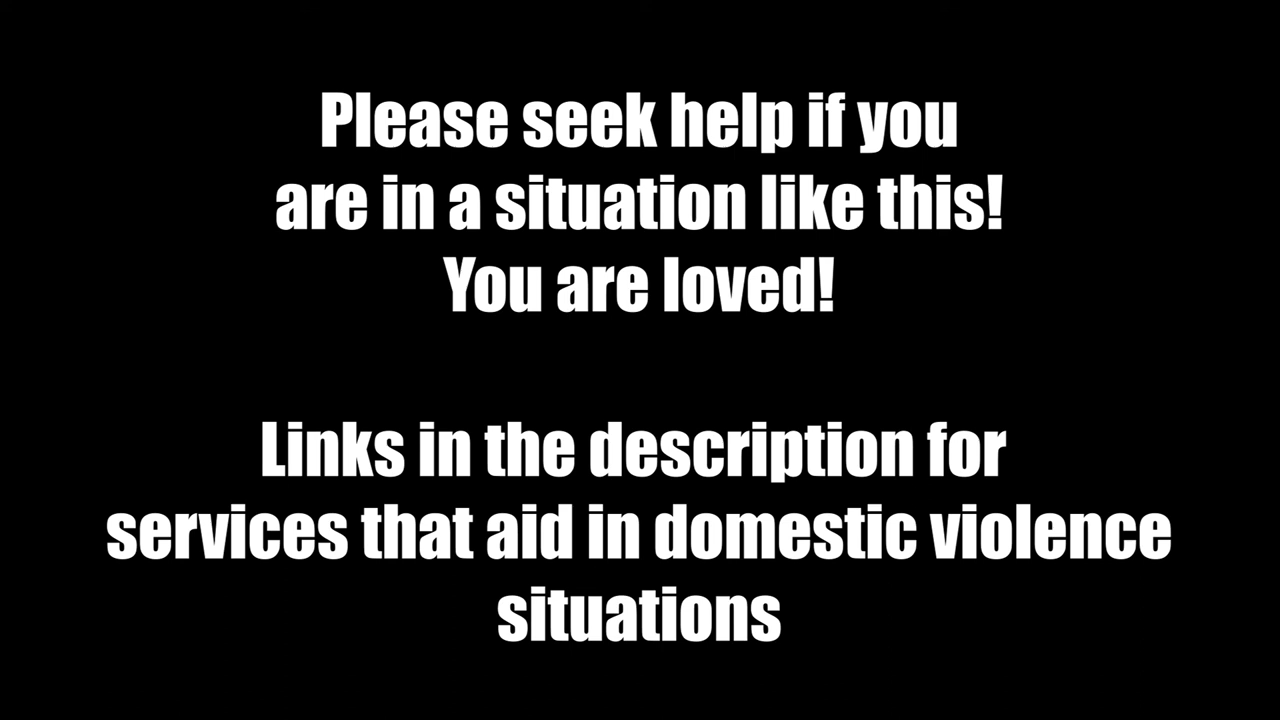 Please seek help if you
are in a situation like this!
You are loved!
Links in the description for
services that aid in domestic violence
situations